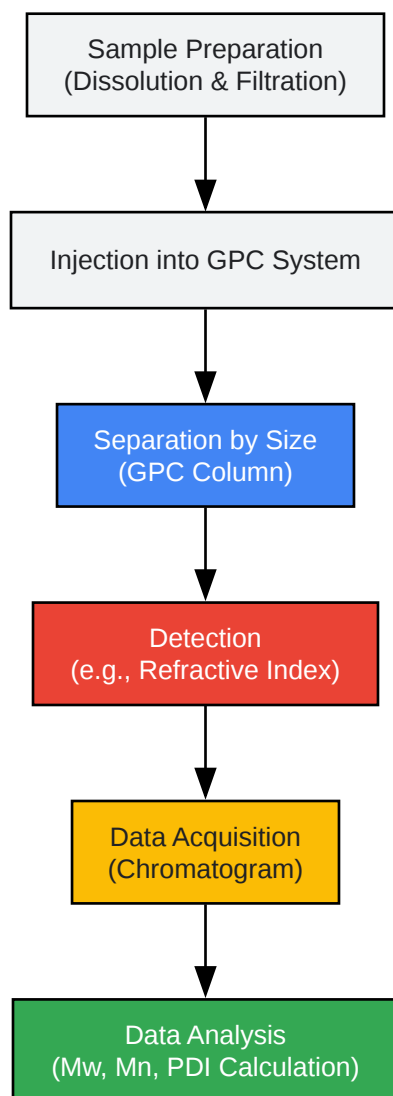 Sample Preparation
(Dissolution & Filtration)
Injection into GPC System
Separation by Size
(GPC Column)
Detection
(e.g., Refractive Index)
Data Acquisition
(Chromatogram)
Data Analysis
(Mw, Mn, PDI Calculation)